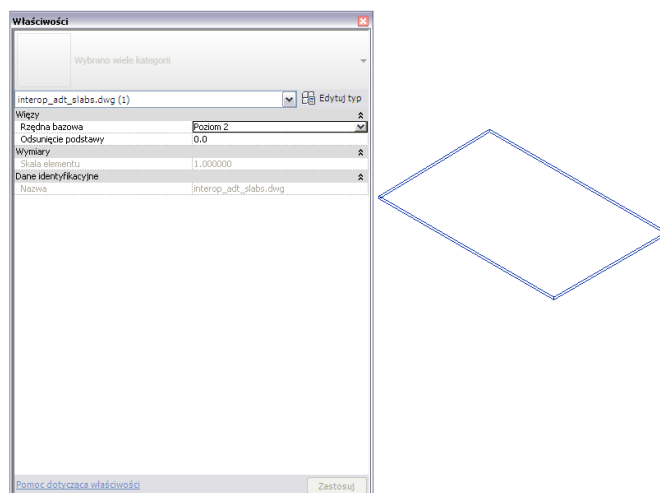 Właściwości
Wybrano wiele kategorii
interop_adt_slabs.dwg (1) Edytuj typ
Więzy
Rzędna bazowa Poziom 2
Odsunięcie podstawy 0.0
Wymiary
Skala elementu 1.000000
Dane identyfikacyjne
Nazwa interop_adt_slabs.dwg
Pomoc dotycząca właściwości Zastosuj